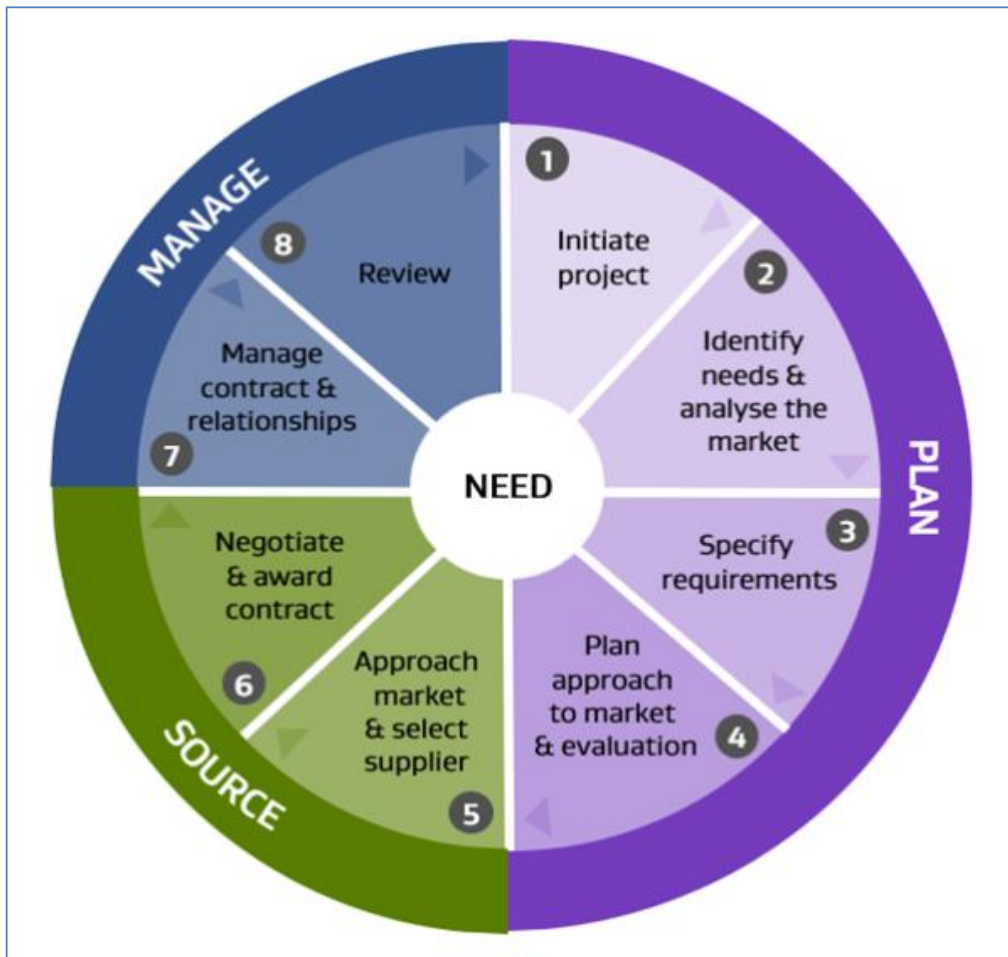 MANAGE
PLAN
SOURCE
NEED
1
Initiate
project
2
Identify
needs &
analyse the
market
3
Specify
requirements
4
Plan
approach
to market
& evaluation
5
Approach
market
& select
supplier
6
Negotiate
& award
contract
7
Manage
contract &
relationships
8
Review